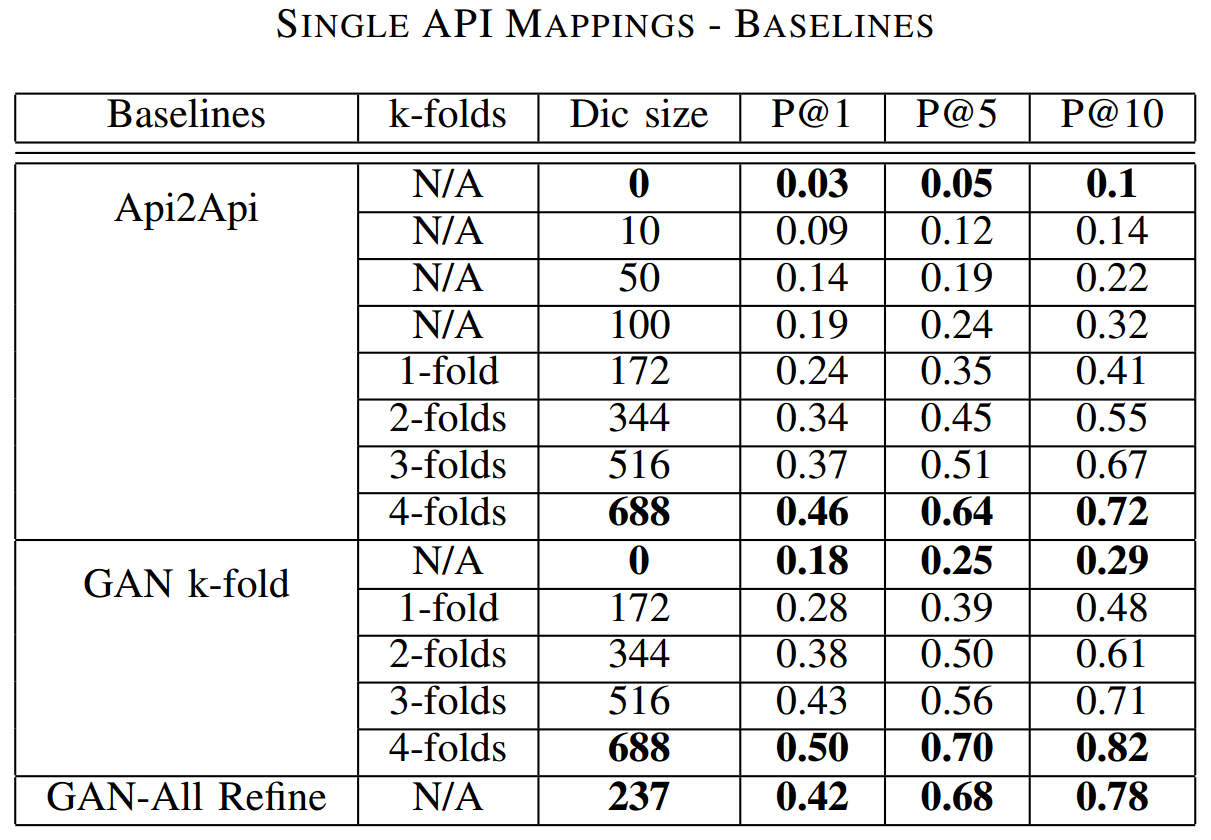 SINGLE API MAPPINGS - BASELINES
Baselines k-folds Dic size P@1 P@5 P@10
Api2Api N/A 0 0.03 0.05 0.1
N/A 10 0.09 0.12 0.14
N/A 50 0.14 0.19 0.22
N/A 100 0.19 0.24 0.32
1-fold 172 0.24 0.35 0.41
2-folds 344 0.34 0.45 0.55
3-folds 516 0.37 0.51 0.67
4-folds 688 0.46 0.64 0.72
GAN k-fold N/A 0 0.18 0.25 0.29
1-fold 172 0.28 0.39 0.48
2-folds 344 0.38 0.50 0.61
3-folds 516 0.43 0.56 0.71
4-folds 688 0.50 0.70 0.82
GAN-All Refine N/A 237 0.42 0.68 0.78